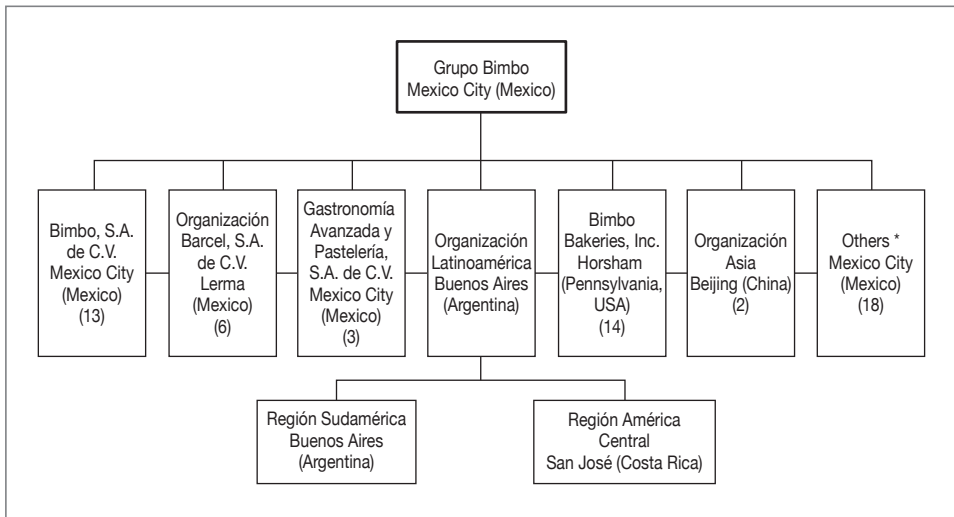 Grupo Bimbo
Mexico City (Mexico)
Bimbo, S.A.
de C.V.
Mexico City
(Mexico)
(13)
Organización
Barcel, S.A.
de C.V.
Lerma
(Mexico)
(6)
Gastronomía
Avanzada y
Pastelería,
S.A. de C.V.
Mexico City
(Mexico)
(3)
Organización
Latinoamérica
Buenos Aires
(Argentina)
Bimbo
Bakeries, Inc.
Horsham
(Pennsylvania,
USA)
(14)
Organización
Asia
Beijing (China)
(2)
Others *
Mexico City
(Mexico)
(18)
Región Sudamérica
Buenos Aires
(Argentina)
Región América
Central
San José (Costa Rica)